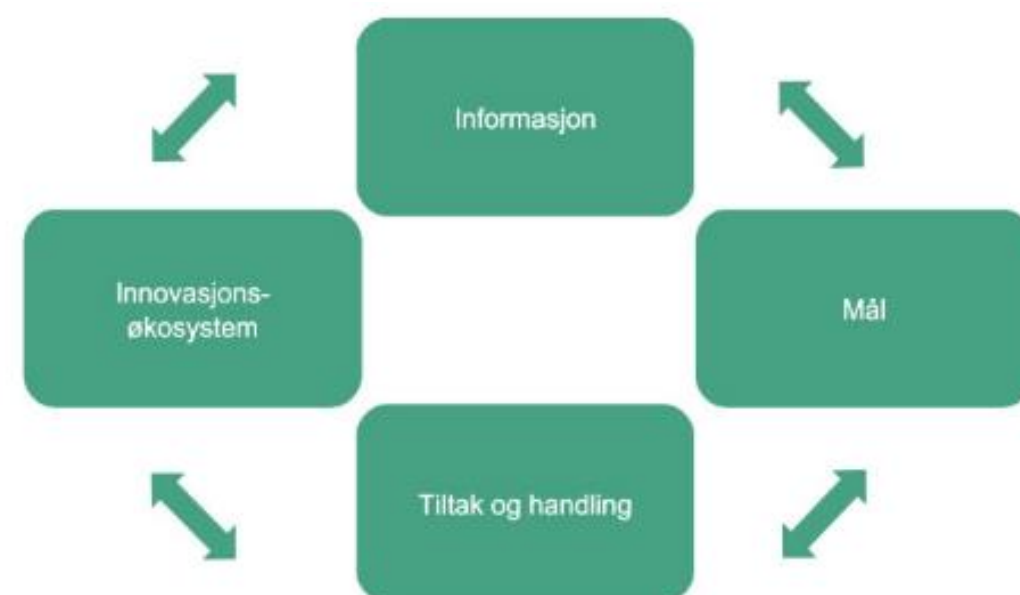 Informasjon
Innovasjons-
økosystem
Mål
Tiltak og handling